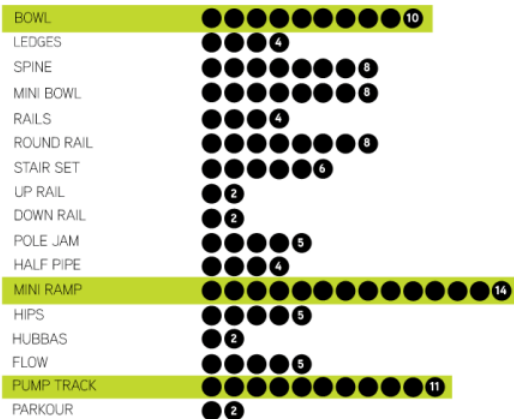 BOWL 10
LEDGES 4
SPINE 8
MINI BOWL 8
RAILS 4
ROUND RAIL 8
STAIR SET 6
UP RAIL 2
DOWN RAIL 2
POLE JAM 5
HALF PIPE 4
MINI RAMP 14
HIPS 5
HUBBAS 2
FLOW 5
PUMP TRACK 11
PARKOUR 2